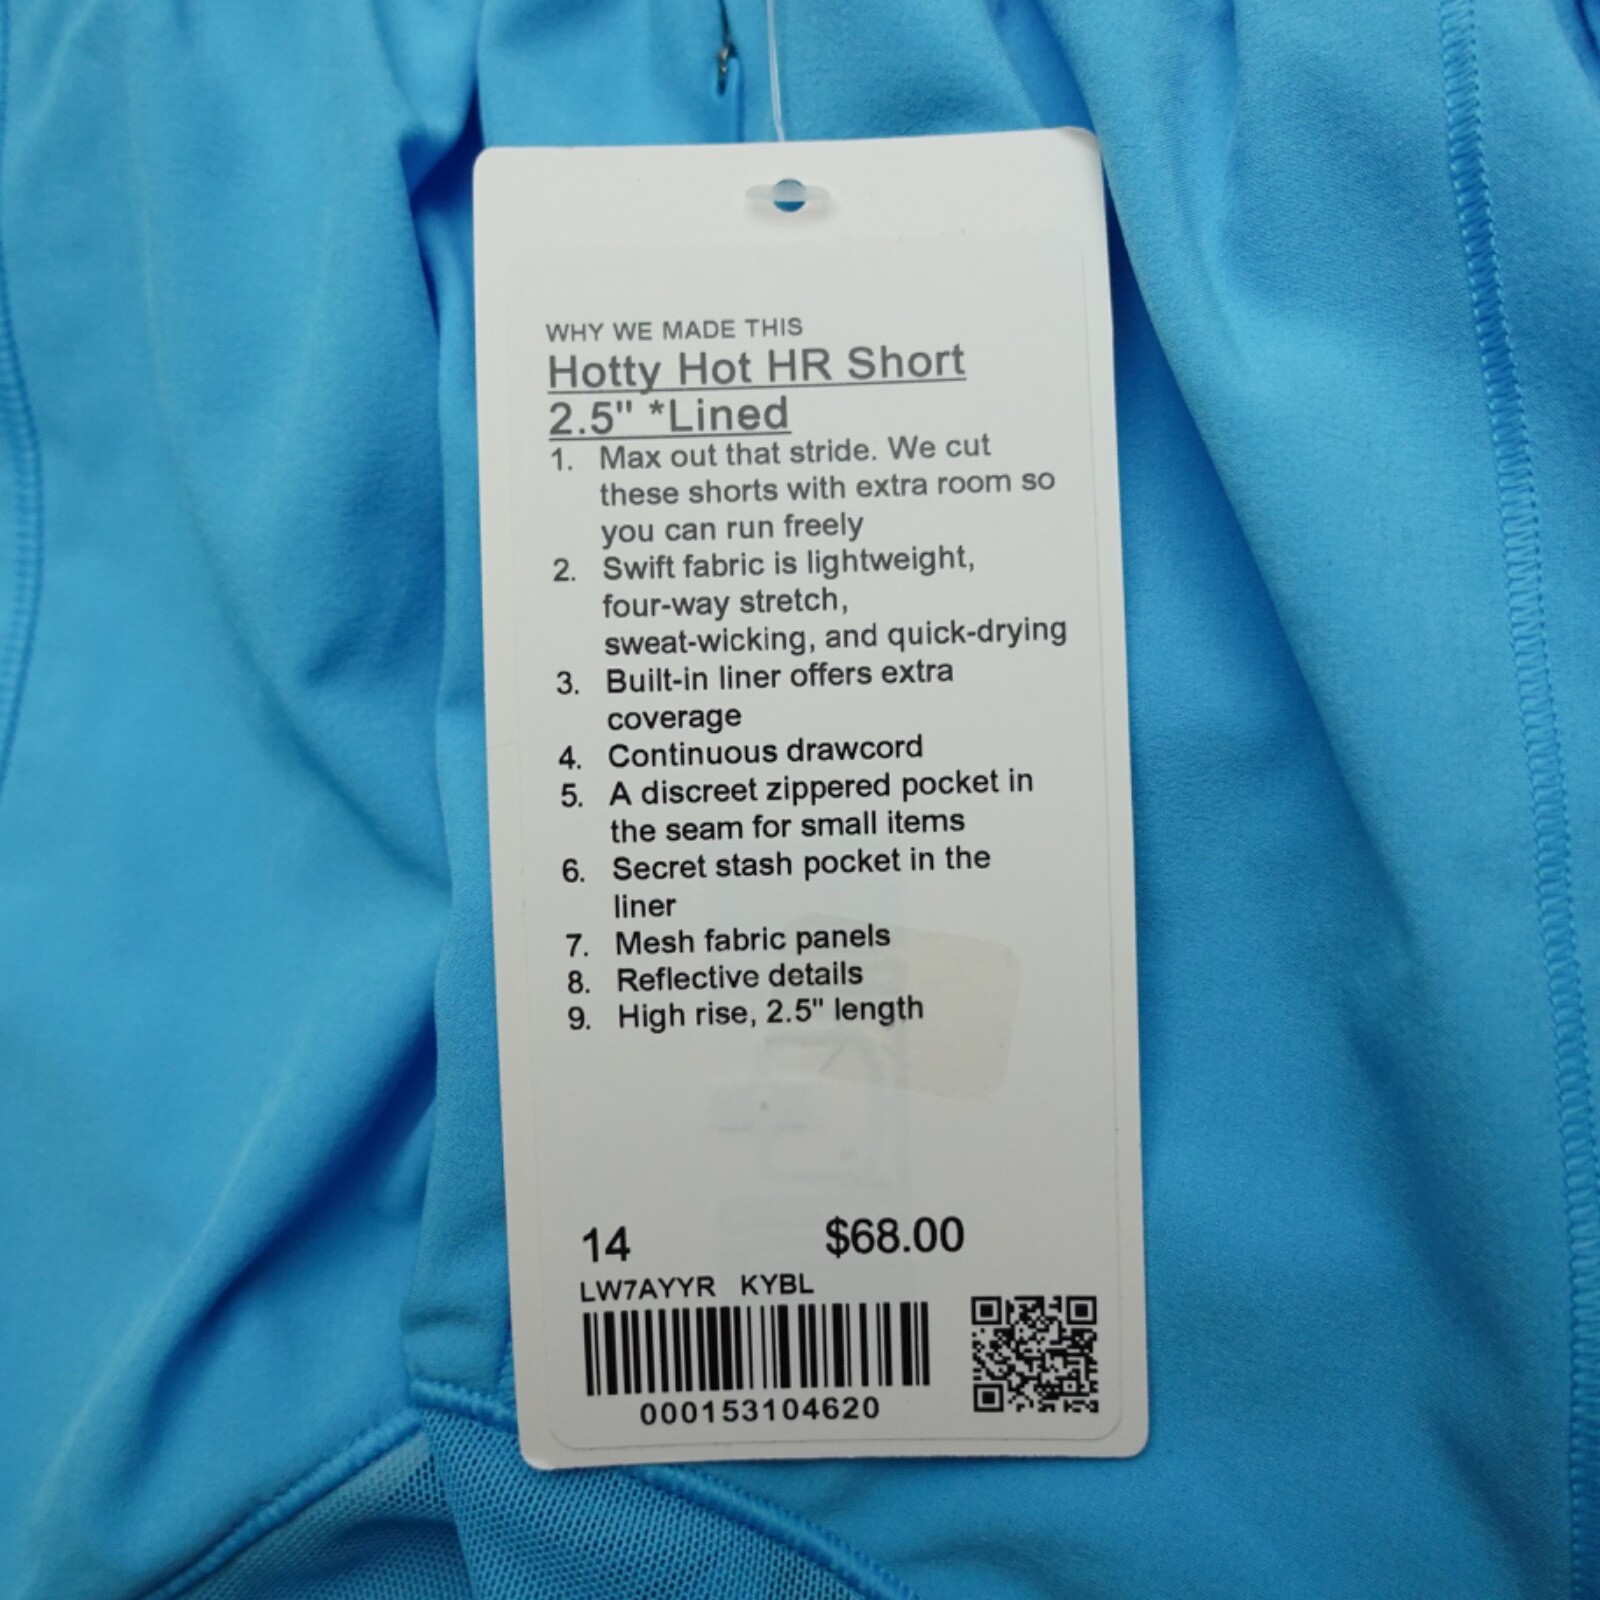 WHY WE MADE THIS
Hotty Hot HR Short
2.5" *Lined
1. Max out that stride. We cut
these shorts with extra room so
you can run freely
2. Swift fabric is lightweight,
four-way stretch,
sweat-wicking, and quick-drying
3. Built-in liner offers extra
coverage
4. Continuous drawcord
5. A discreet zippered pocket in
the seam for small items
6. Secret stash pocket in the
liner
7. Mesh fabric panels
8. Reflective details
9. High rise, 2.5" length
14 $68.00
LW7AYYR KYBL
000153104620